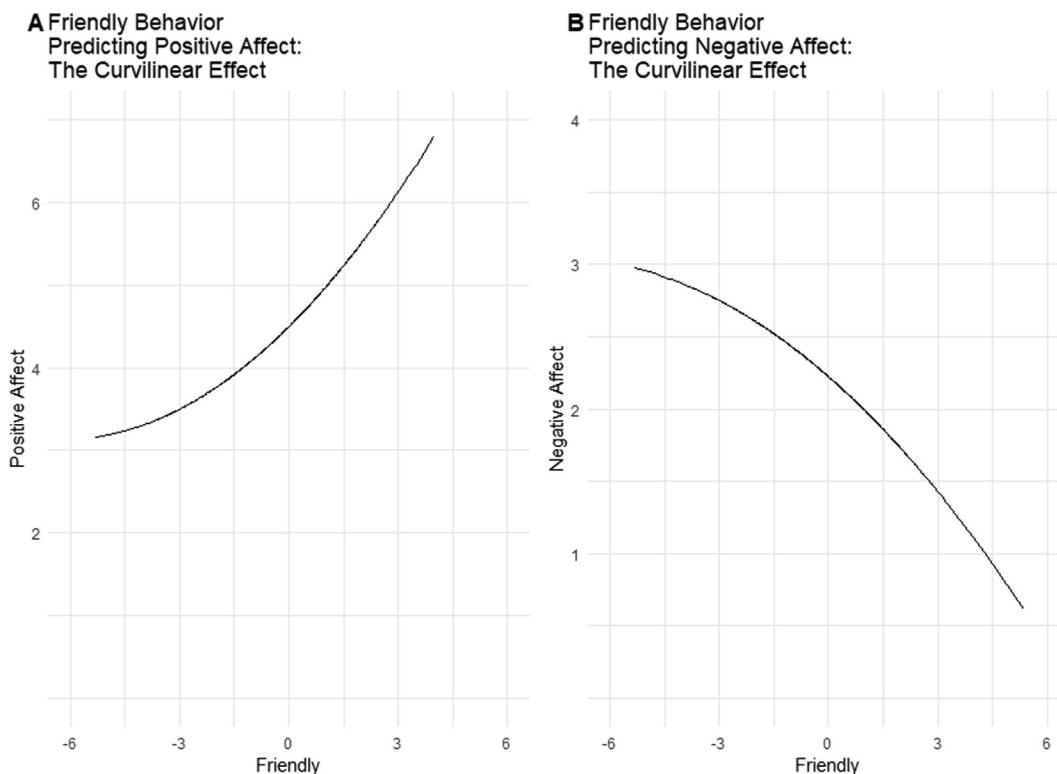 A Friendly Behavior
Predicting Positive Affect:
The Curvilinear Effect
6
4
2
Positive Affect
-6 -3 0 3 6
Friendly
B Friendly Behavior
Predicting Negative Affect:
The Curvilinear Effect
4
3
2
1
Negative Affect
-6 -3 0 3 6
Friendly